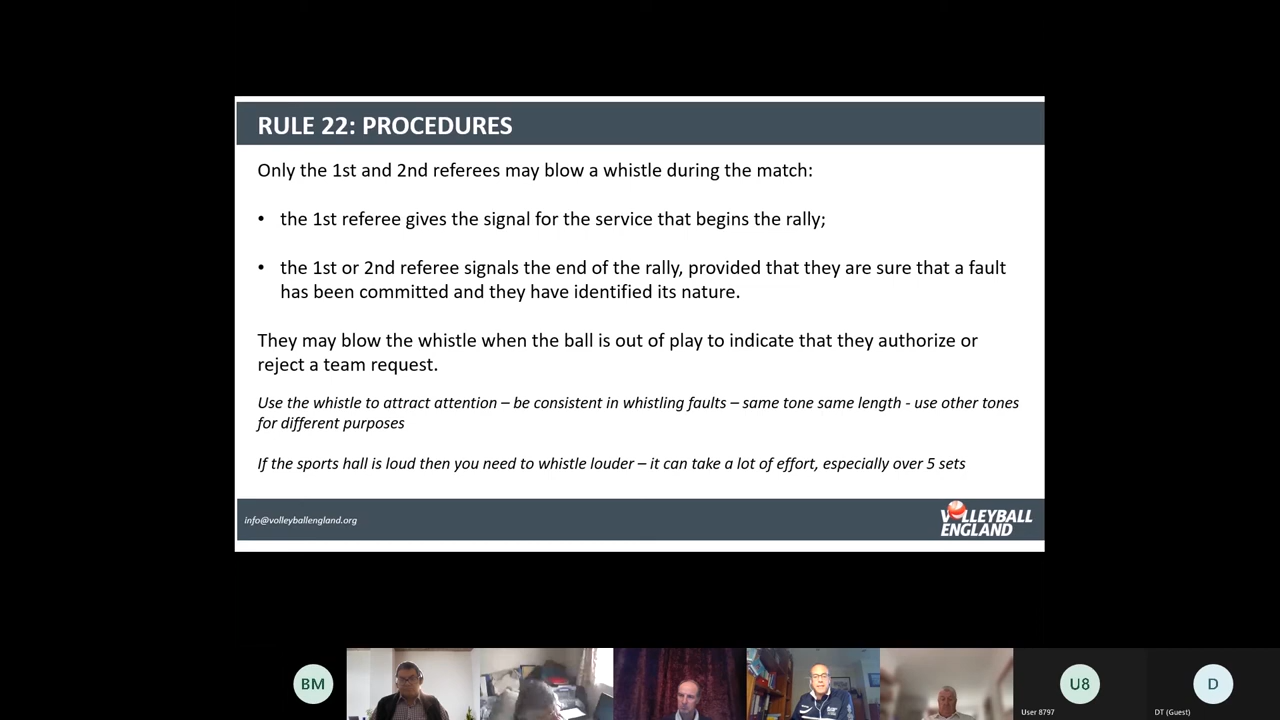 RULE 22: PROCEDURES
Only the 1st and 2nd referees may blow a whistle during the match:
• the 1st referee gives the signal for the service that begins the rally;
• the 1st or 2nd referee signals the end of the rally, provided that they are sure that a fault
has been committed and they have identified its nature.
They may blow the whistle when the ball is out of play to indicate that they authorize or
reject a team request.
Use the whistle to attract attention – be consistent in whistling faults – same tone same length - use other tones
for different purposes
If the sports hall is loud then you need to whistle louder – it can take a lot of effort, especially over 5 sets
info@volleyballengland.org
VOLLEYBALL
ENGLAND
BM
U8
D
User 8797
DT (Guest)